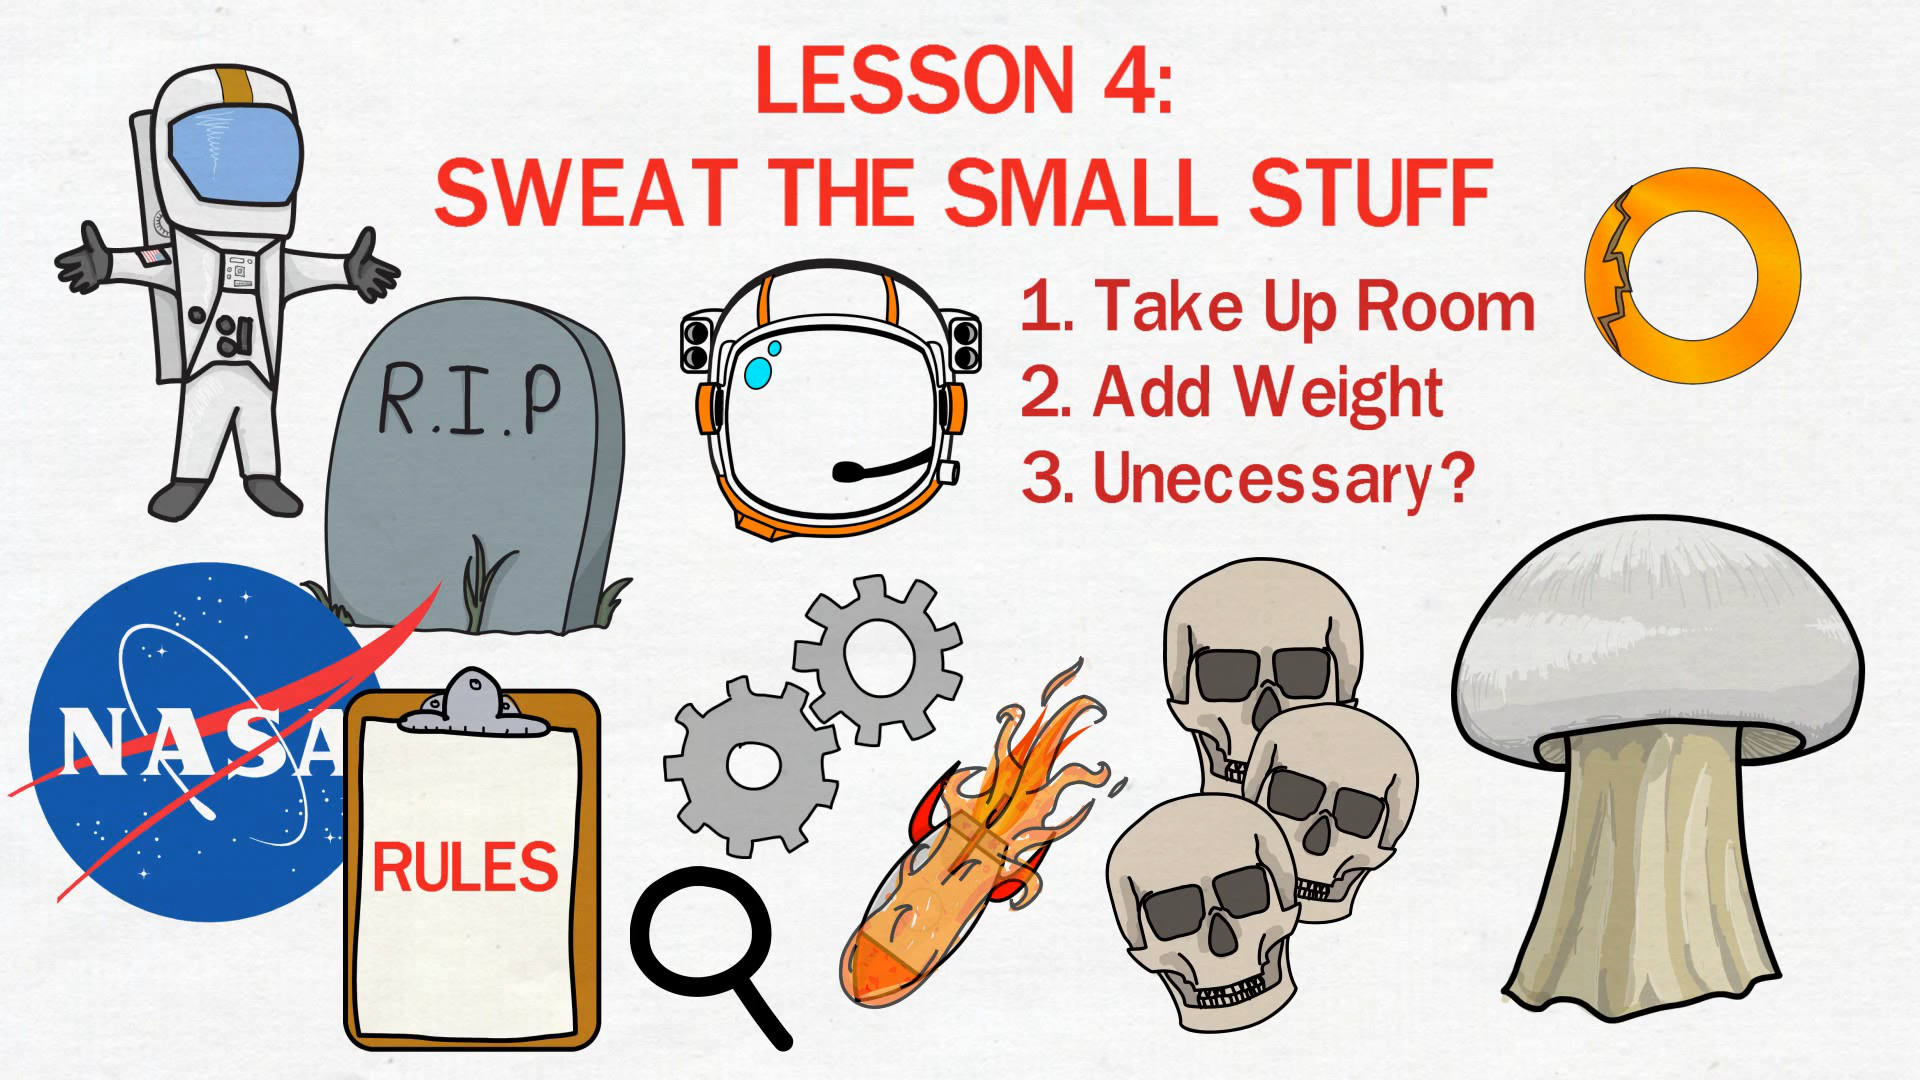 LESSON 4:
SWEAT THE SMALL STUFF
1. Take Up Room
2. Add Weight
3. Unecessary?
R.I.P
NASA
RULES